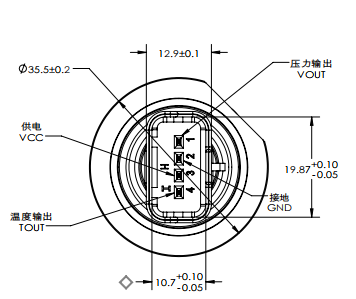 12.9±0.1
Ø35.5±0.2
压力输出
VOUT
供电
VCC
1
2
H
3
H
4
19.87+0.10
-0.05
接地
GND
温度输出
TOUT
10.7+0.10
-0.05